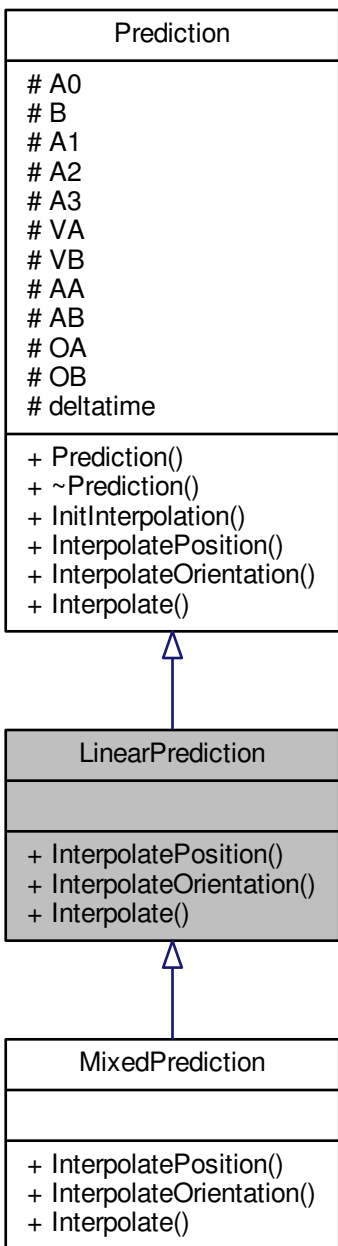 Prediction
# A0
# B
# A1
# A2
# A3
# VA
# VB
# AA
# AB
# OA
# OB
# deltatime
+ Prediction()
+ ~Prediction()
+ InitInterpolation()
+ InterpolatePosition()
+ InterpolateOrientation()
+ Interpolate()
LinearPrediction
+ InterpolatePosition()
+ InterpolateOrientation()
+ Interpolate()
MixedPrediction
+ InterpolatePosition()
+ InterpolateOrientation()
+ Interpolate()